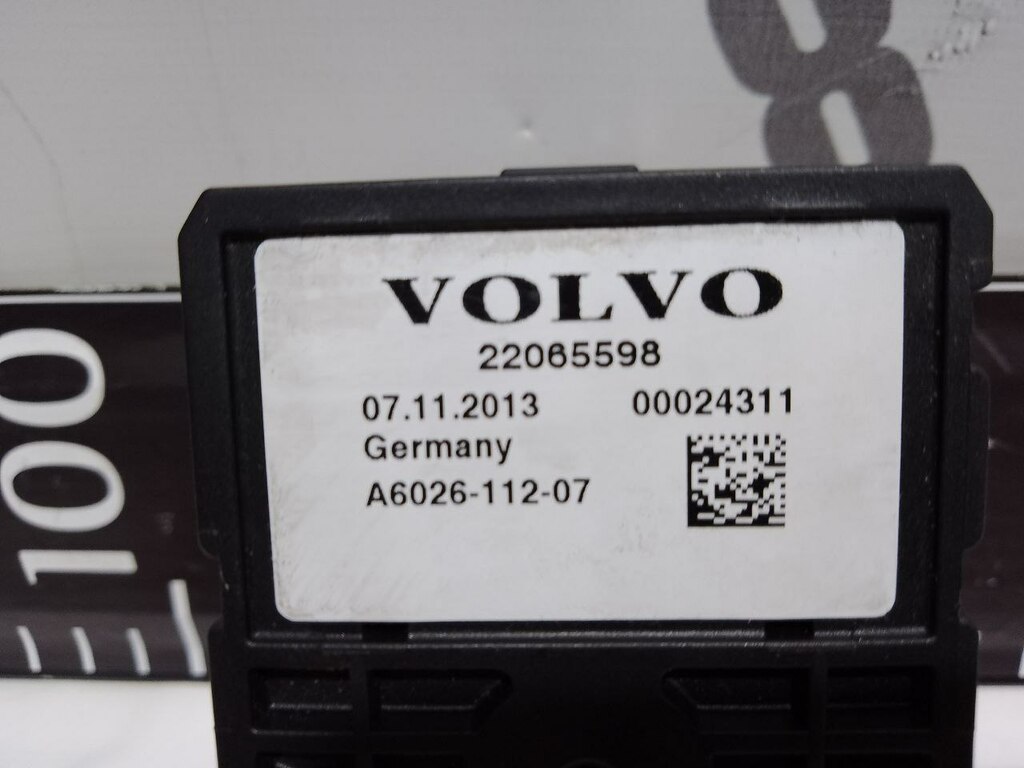 VOLVO
22065598
07.11.2013 00024311
Germany
A6026-112-07
100